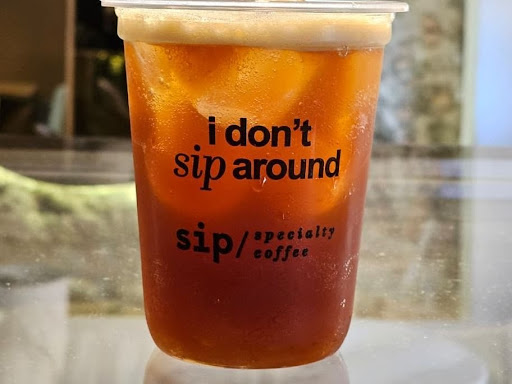 i don't
sip around
sip/ specialty
coffee